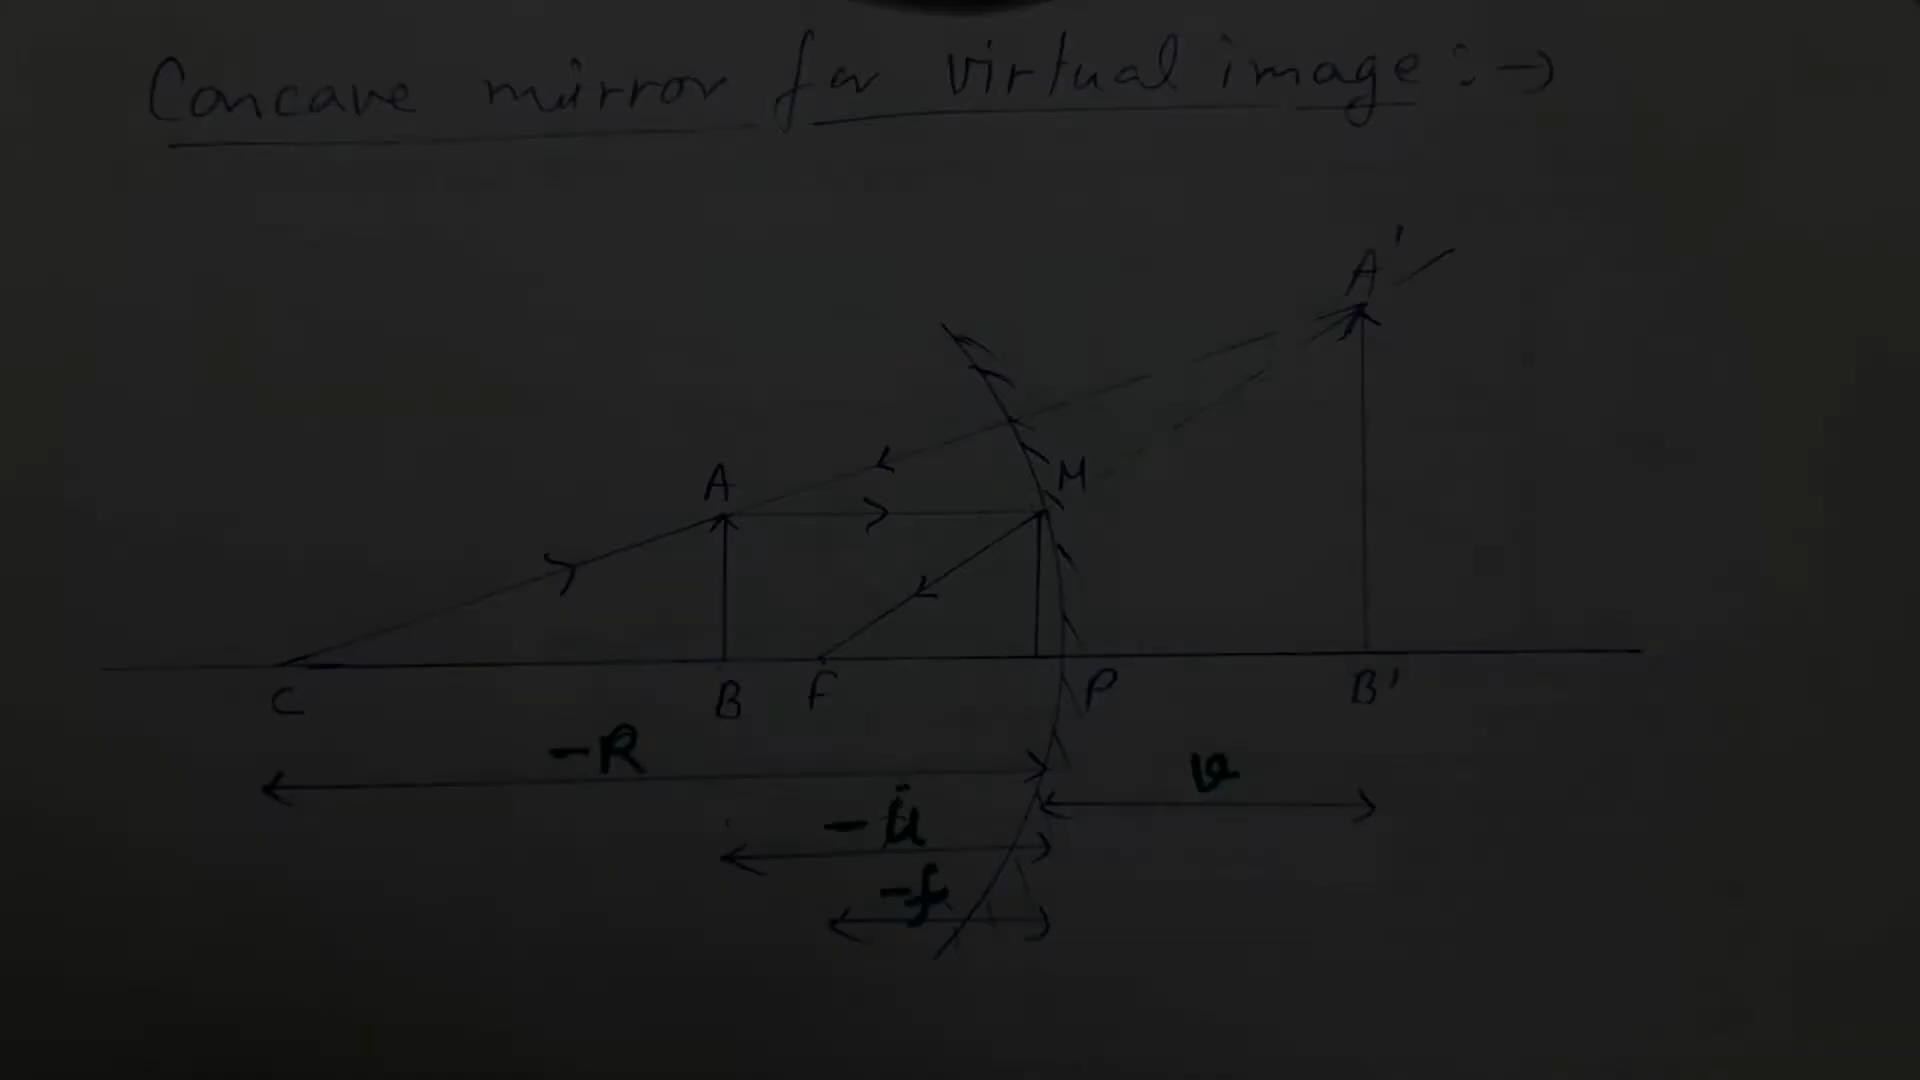 Concave mirror for virtual image :→
A'
A
M
C B F P B'
-R
v
-u
-f